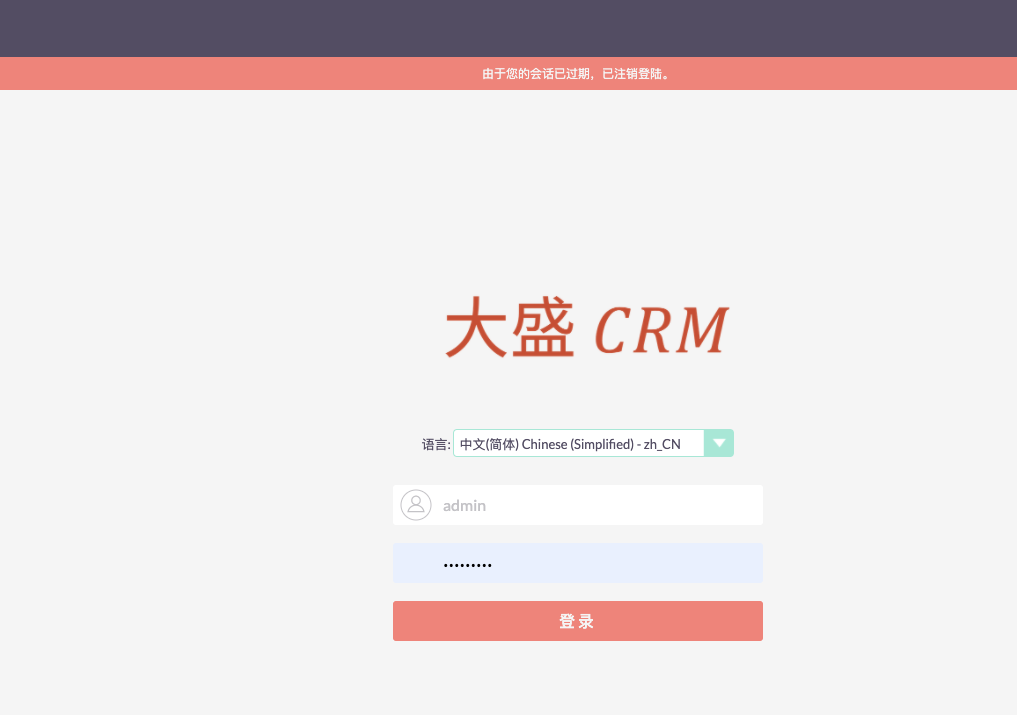 由于您的会话已过期，已注销登陆。
大盛 CRM
语言: 中文(简体) Chinese (Simplified) - zh_CN
admin
•••••••••
登录